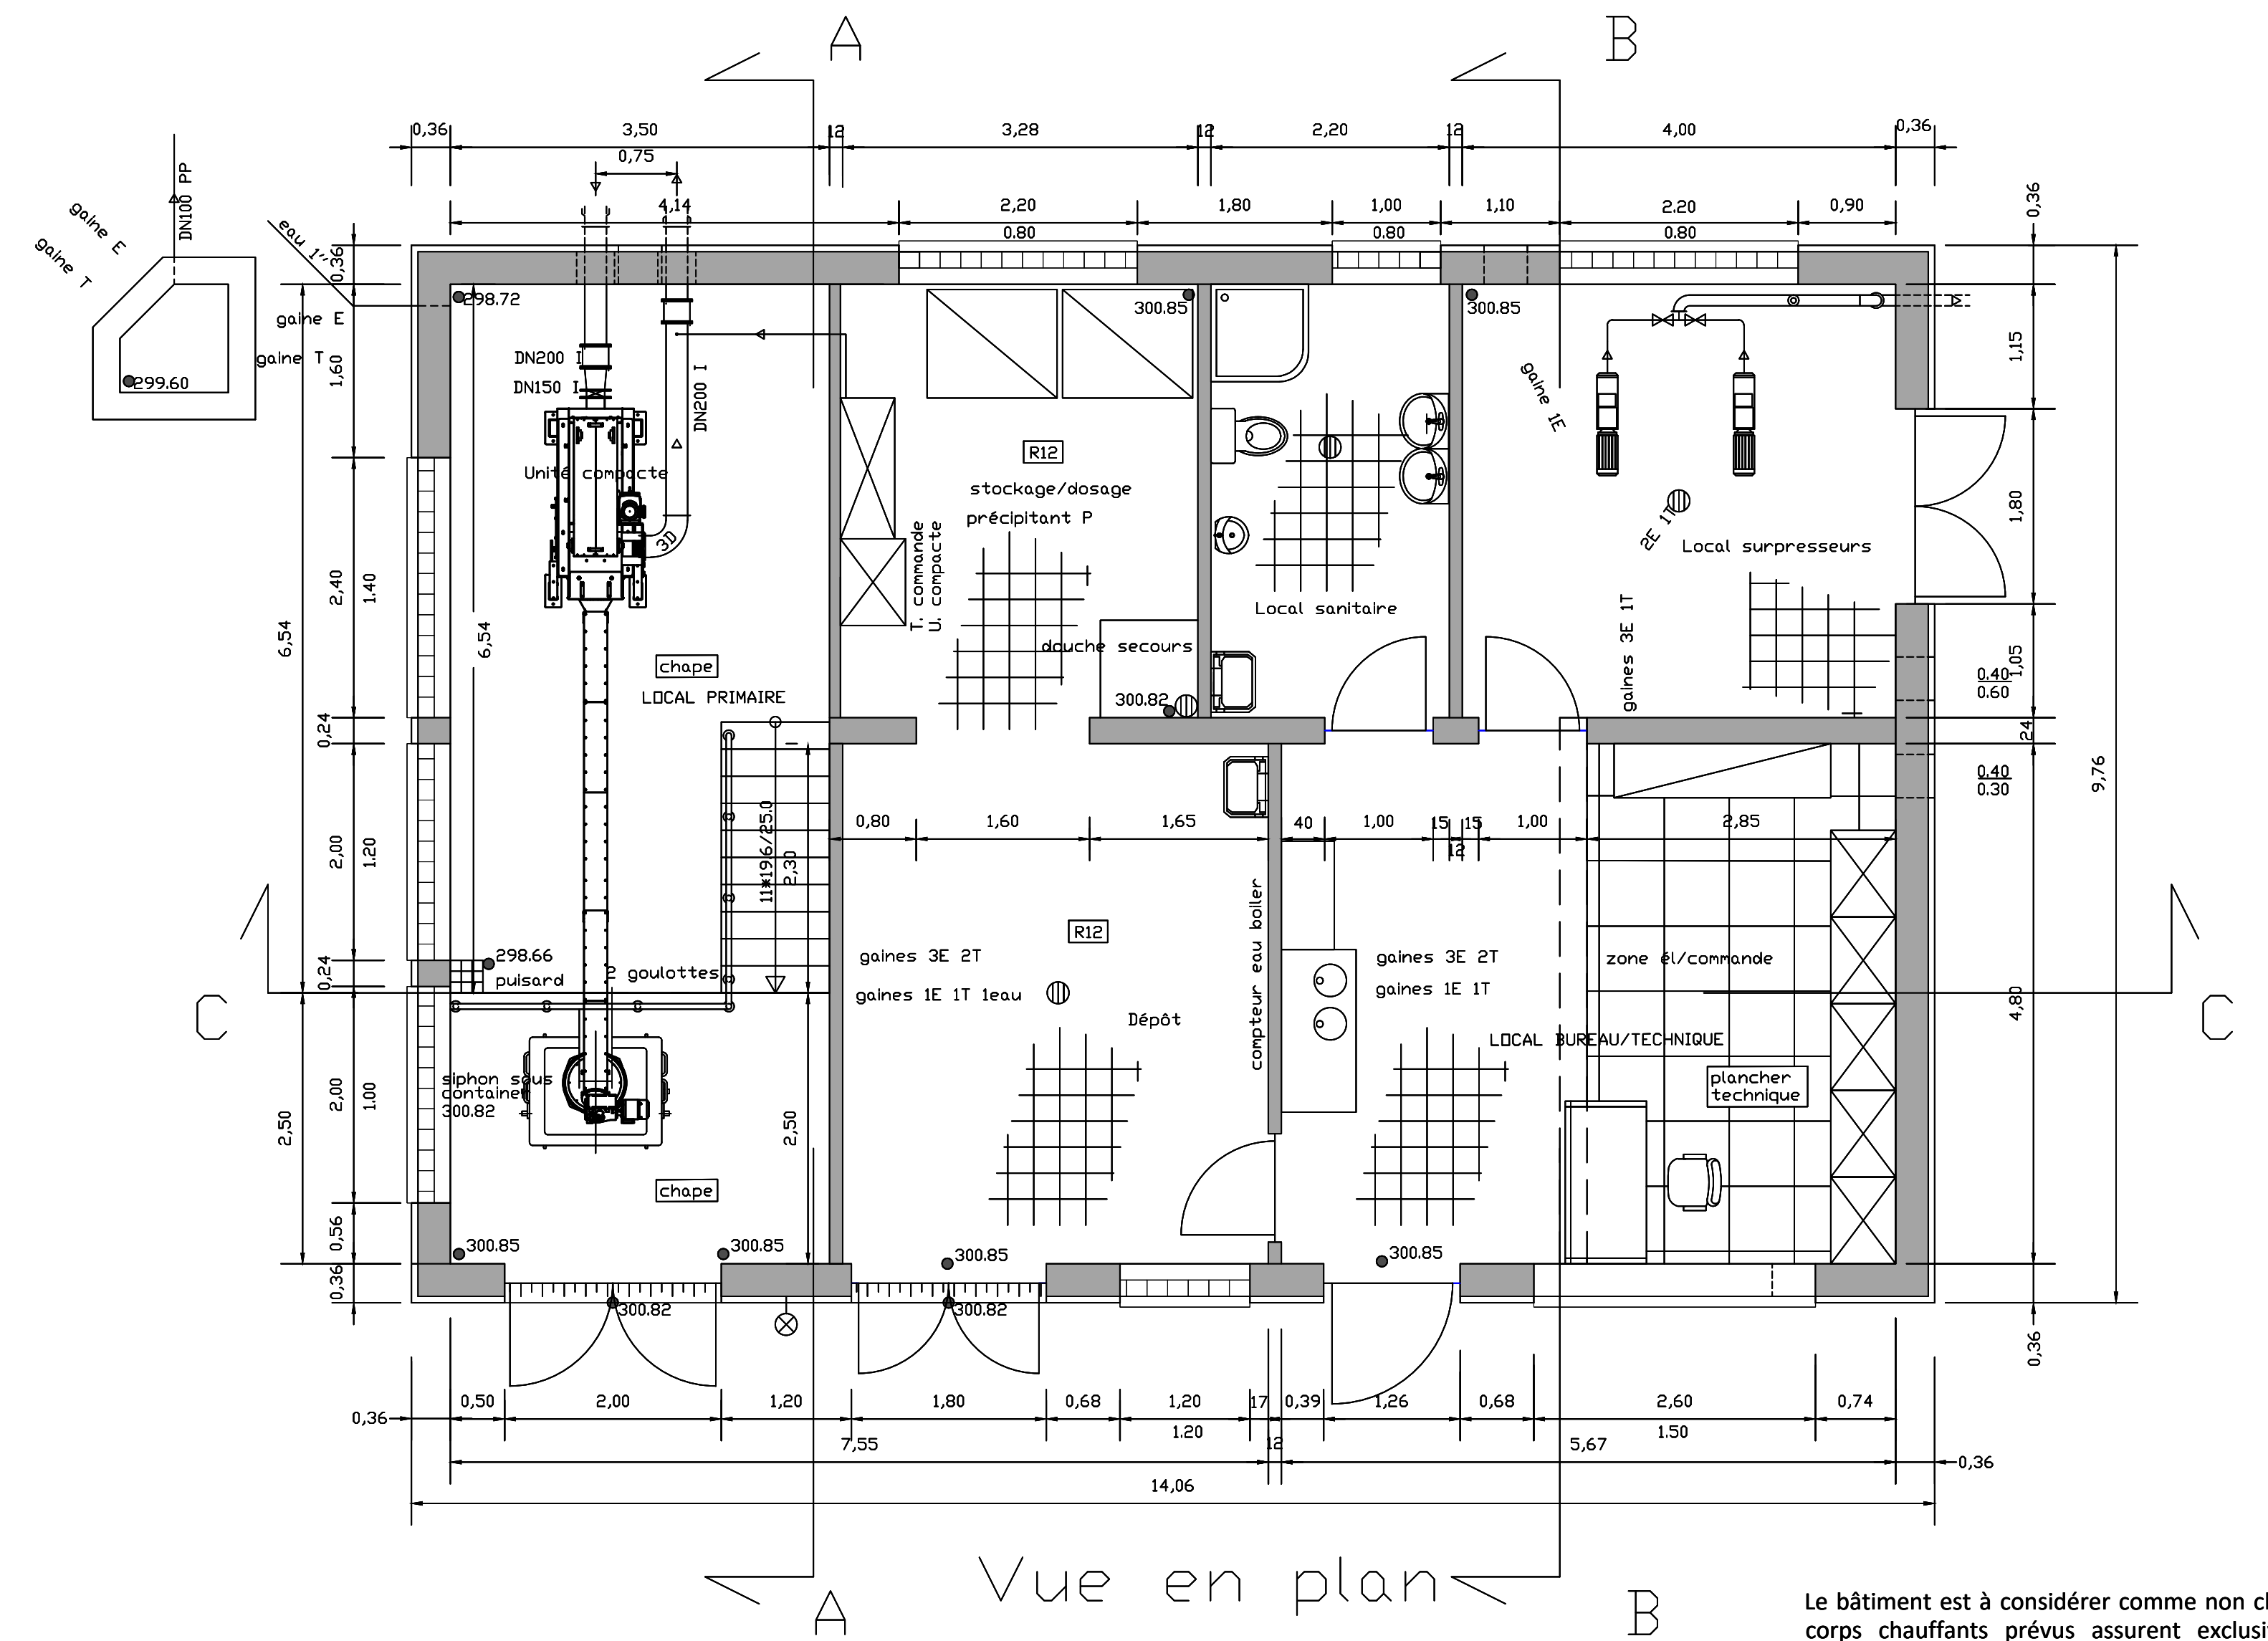 A
B
0,36
3,50
12
3,28
12
2,20
12
4,00
0,36
0,75
4,14
2,20
1,80
1,00
1,10
2.20
0,90
0.80
0.80
0.80
0,36
DN100 PP
gaine E
gaine T
eau 1"
0,36
298.72
300.85
300.85
gaine E
gaine T
299.60
1,60
1,15
DN200 I
DN150 I
DN200 I
gaine 1E
Unité compacte
R12
stockage/dosage
précipitant P
3D
T. commande
U. compacte
2E 1T
1,80
Local surpresseurs
2,40
1.40
Local sanitaire
6,54
6,54
douche secours
gaines 3E 1T
chape
LOCAL PRIMAIRE
300.82
1,05
0.40
0.60
0,24
24
9,76
0.40
0.30
0,80
1,60
1,65
40
1,00
15
15
12
1,00
2,85
2,00
1.20
11*19,6/25.0
2,30
compteur eau boiler
R12
298.66
puisard
2 goulottes
0,24
gaines 3E 2T
gaines 1E 1T 1eau
gaines 3E 2T
gaines 1E 1T
zone él/commande
C
C
4,80
Dépôt
LOCAL BUREAU/TECHNIQUE
siphon sous
container
300.82
2,00
1.00
2,50
2,50
plancher
technique
chape
0,56
300.85
300.85
300.85
300.85
0,36
300.82
300.82
0,36
0,36
0,50
2,00
1,20
1,80
0,68
1,20
17
0,39
1,26
0,68
2,60
0,74
1.20
1.50
7,55
12
5,67
0,36
14,06
Vue en plan
A
B
Le bâtiment est à considérer comme non
corps chauffants prévus assurent